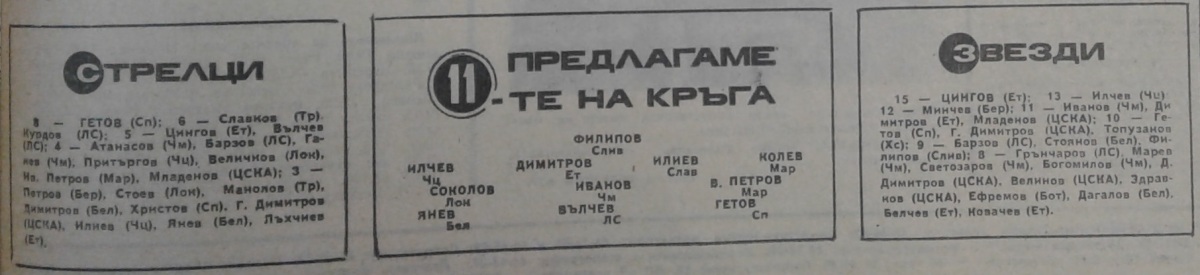 СТРЕЛЦИ
8 — ГЕТОВ (Сп); 6 — Славков (Тр)
Курдов (ЛС); 5 — Цингов (Ет), Вълчев
(ЛС); 4 — Атанасов (Чм), Барзов (ЛС), Га-
нев (Чм), Притъргов (Чц), Величков (Лок),
Ив. Петров (Мар), Младенов (ЦСКА); 3 —
Петров (Бер), Стоев (Лок), Манолов (Тр),
Димитров (Бел), Христов (Сп), Г. Димитров
(ЦСКА), Илиев (Чц), Янев (Бел), Лъхчиев
(Ет).
ПРЕДЛАГАМЕ
11-ТЕ НА КРЪГА
ФИЛИПОВ
Слив
ИЛЧЕВ ДИМИТРОВ ИЛИЕВ КОЛЕВ
Чц Ет Слав Мар
СОКОЛОВ ИВАНОВ В. ПЕТРОВ
Лок Чм Мар
ЯНЕВ ВЪЛЧЕВ ГЕТОВ
Бел ЛС Сп
ЗВЕЗДИ
15 — ЦИНГОВ (Ет); 13 — Илчев (Чц);
12 — Минчев (Бер); 11 — Иванов (Чм), Ди
митров (Ет), Младенов (ЦСКА); 10 — Ге-
тов (Сп), Г. Димитров (ЦСКА), Топузаков
(Хс); 9 — Барзов (ЛС), Стоянов (Бел), Фи-
липов (Слив); 8 — Грънчаров (ЛС), Марев
(Чм), Светозаров (Чм), Богомилов (Чм), Д.
Димитров (ЦСКА), Велинов (ЦСКА), Здрав-
ков (ЦСКА), Ефремов (Бот), Дагалов (Бел),
Белчев (Ет), Ковачев (Ет).